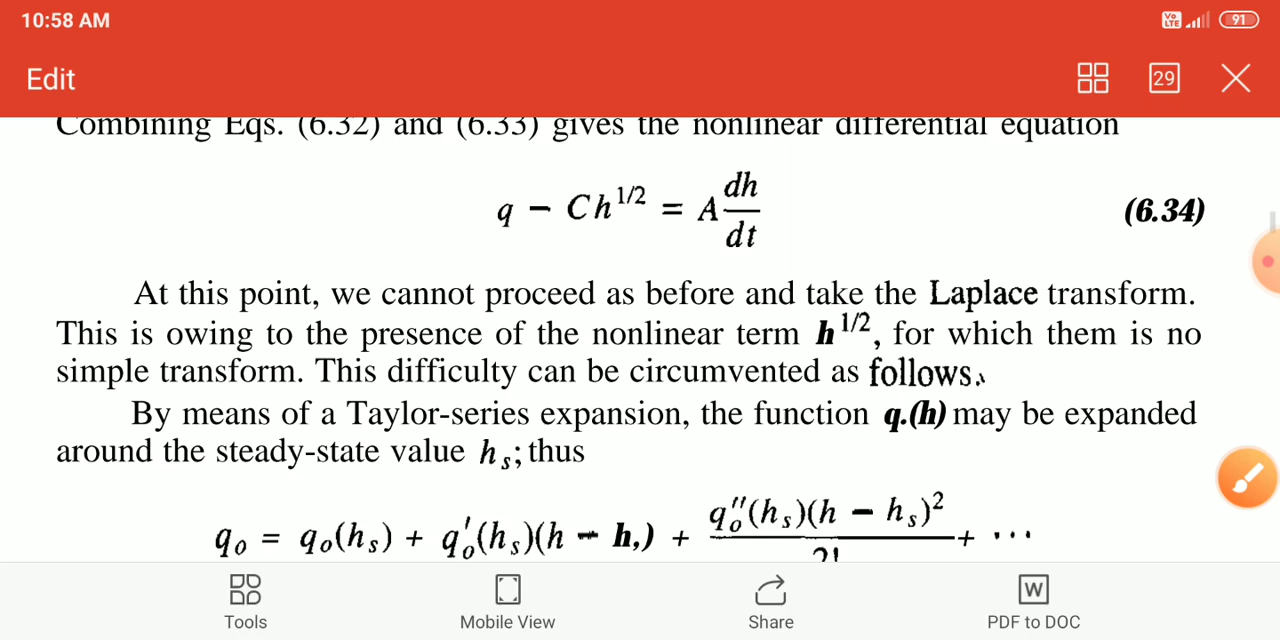 10:58 AM
Vo LTE 91
Edit
29
Combining Eqs. (6.32) and (6.33) gives the nonlinear differential equation
q − Ch^{1/2} = A dh/dt (6.34)
At this point, we cannot proceed as before and take the Laplace transform.
This is owing to the presence of the nonlinear term h^{1/2}, for which them is no
simple transform. This difficulty can be circumvented as follows.
By means of a Taylor-series expansion, the function q.(h) may be expanded
around the steady-state value h_s; thus
q_o = q_o(h_s) + q_o'(h_s)(h − h,) + q_o''(h_s)(h − h_s)^2 / 2! + ···
W
Tools Mobile View Share PDF to DOC